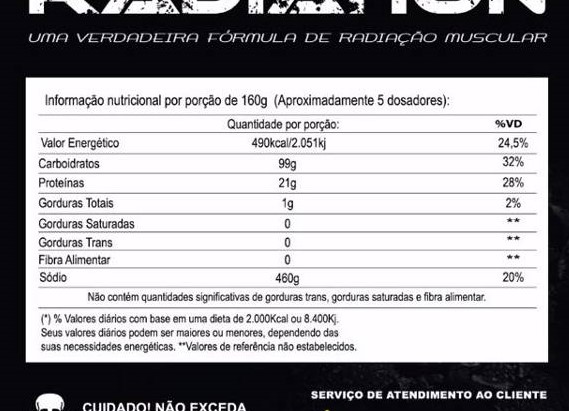 RADIATION
UMA VERDADEIRA FÓRMULA DE RADIAÇÃO MUSCULAR
Informação nutricional por porção de 160g (Aproximadamente 5 dosadores):
Quantidade por porção: %VD
Valor Energético 490kcal/2.051kj 24,5%
Carboidratos 99g 32%
Proteínas 21g 28%
Gorduras Totais 1g 2%
Gorduras Saturadas 0 **
Gorduras Trans 0 **
Fibra Alimentar 0 **
Sódio 460g 20%
Não contém quantidades significativas de gorduras trans, gorduras saturadas e fibra alimentar.
(*) % Valores diários com base em uma dieta de 2.000Kcal ou 8.400Kj.
Seus valores diários podem ser maiores ou menores, dependendo das
suas necessidades energéticas. **Valores de referência não estabelecidos.
SERVIÇO DE ATENDIMENTO AO CLIENTE
CUIDADO! NÃO EXCEDA